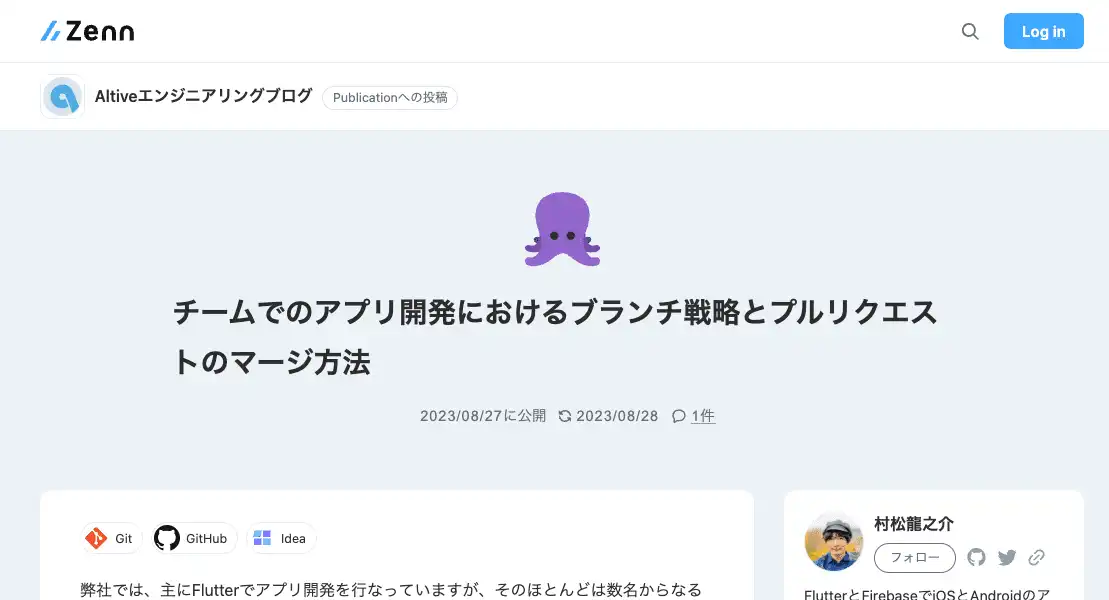 Zenn
Log in
Altiveエンジニアリングブログ
Publicationへの投稿
チームでのアプリ開発におけるブランチ戦略とプルリクエス
トのマージ方法
2023/08/27に公開 2023/08/28 1件
Git GitHub Idea
弊社では、主にFlutterでアプリ開発を行なっていますが、そのほとんどは数名からなる
村松龍之介
フォロー
FlutterとFirebaseでiOSとAndroidのア